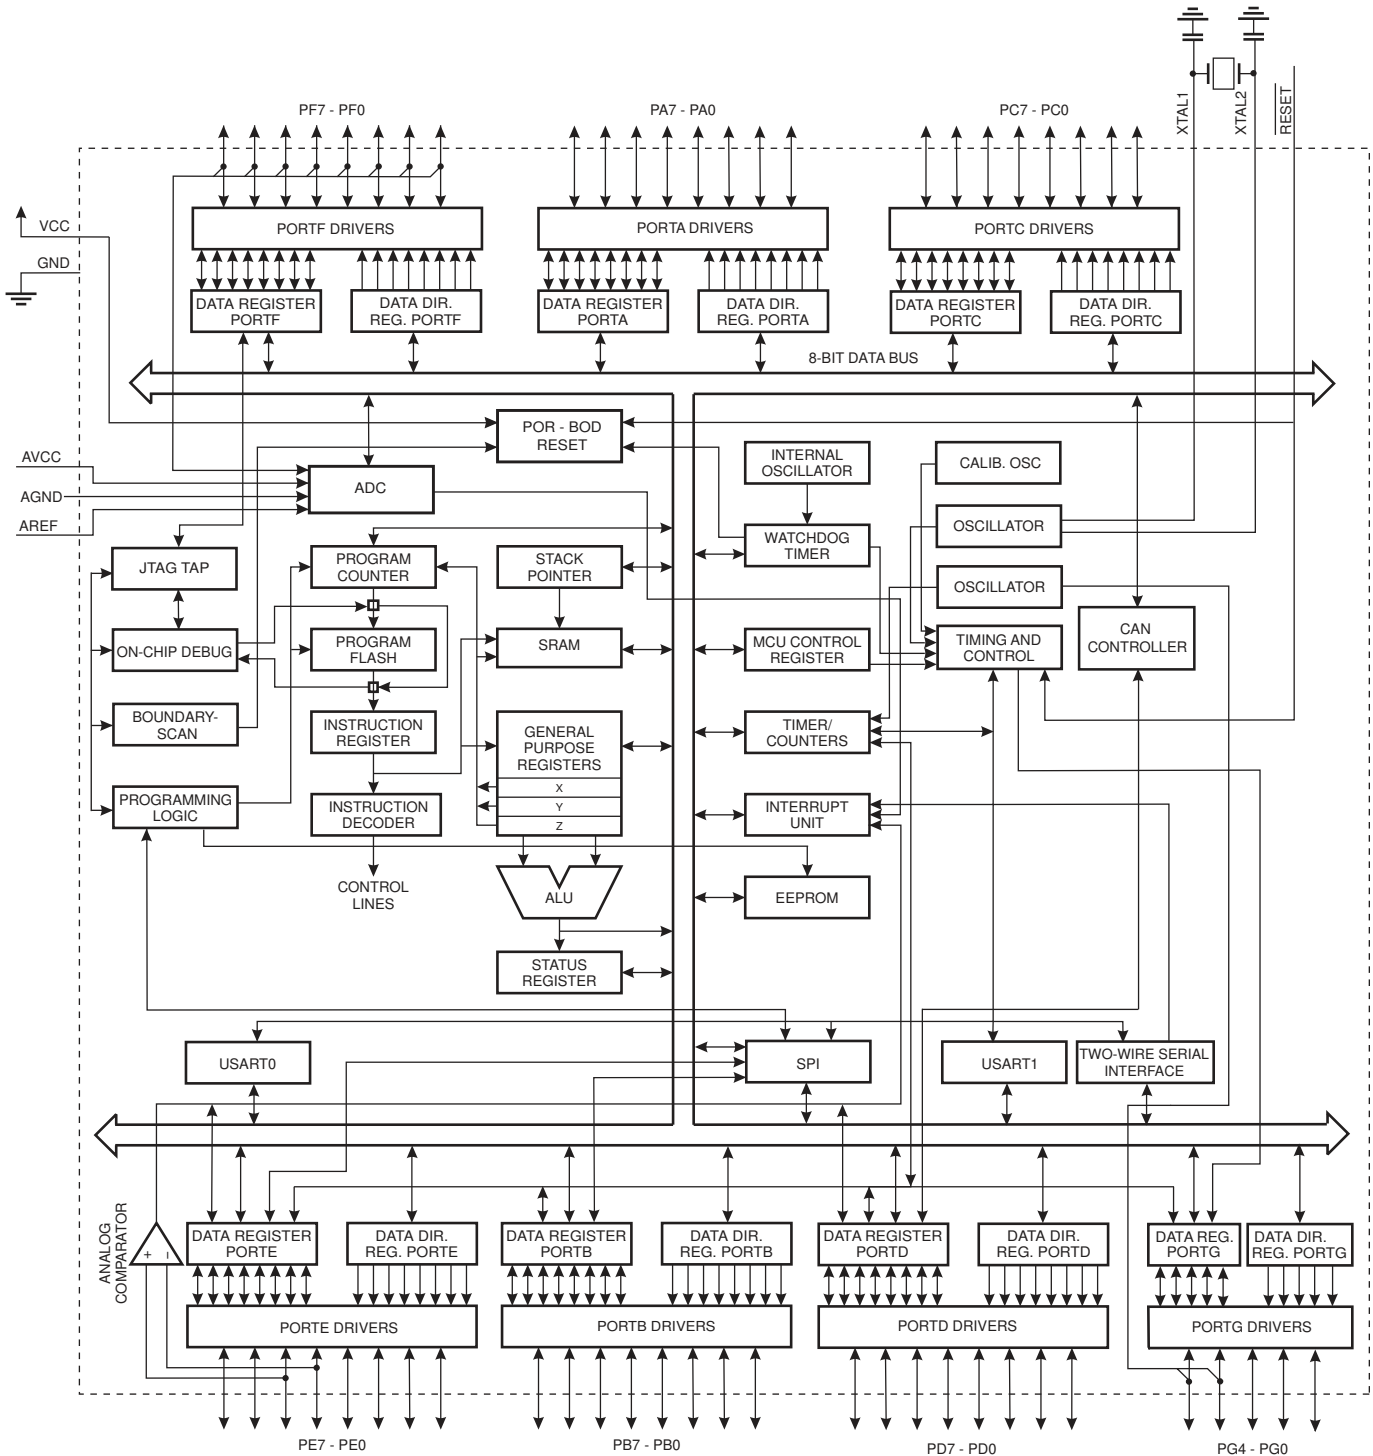 XTAL1
XTAL2
RESET
PF7 - PF0
PA7 - PA0
PC7 - PC0
VCC
GND
PORTF DRIVERS
PORTA DRIVERS
PORTC DRIVERS
DATA REGISTER
PORTF
DATA DIR.
REG. PORTF
DATA REGISTER
PORTA
DATA DIR.
REG. PORTA
DATA REGISTER
PORTC
DATA DIR.
REG. PORTC
8-BIT DATA BUS
POR - BOD
RESET
INTERNAL
OSCILLATOR
CALIB. OSC
AVCC
AGND
AREF
ADC
OSCILLATOR
WATCHDOG
TIMER
JTAG TAP
PROGRAM
COUNTER
STACK
POINTER
OSCILLATOR
ON-CHIP DEBUG
PROGRAM
FLASH
SRAM
MCU CONTROL
REGISTER
TIMING AND
CONTROL
CAN
CONTROLLER
BOUNDARY-
SCAN
INSTRUCTION
REGISTER
GENERAL
PURPOSE
REGISTERS
X
Y
Z
TIMER/
COUNTERS
PROGRAMMING
LOGIC
INSTRUCTION
DECODER
INTERRUPT
UNIT
CONTROL
LINES
ALU
EEPROM
STATUS
REGISTER
USART0
SPI
USART1
TWO-WIRE SERIAL
INTERFACE
ANALOG
COMPARATOR
+
–
DATA REGISTER
PORTE
DATA DIR.
REG. PORTE
DATA REGISTER
PORTB
DATA DIR.
REG. PORTB
DATA REGISTER
PORTD
DATA DIR.
REG. PORTD
DATA REG.
PORTG
DATA DIR.
REG. PORTG
PORTE DRIVERS
PORTB DRIVERS
PORTD DRIVERS
PORTG DRIVERS
PE7 - PE0
PB7 - PB0
PD7 - PD0
PG4 - PG0